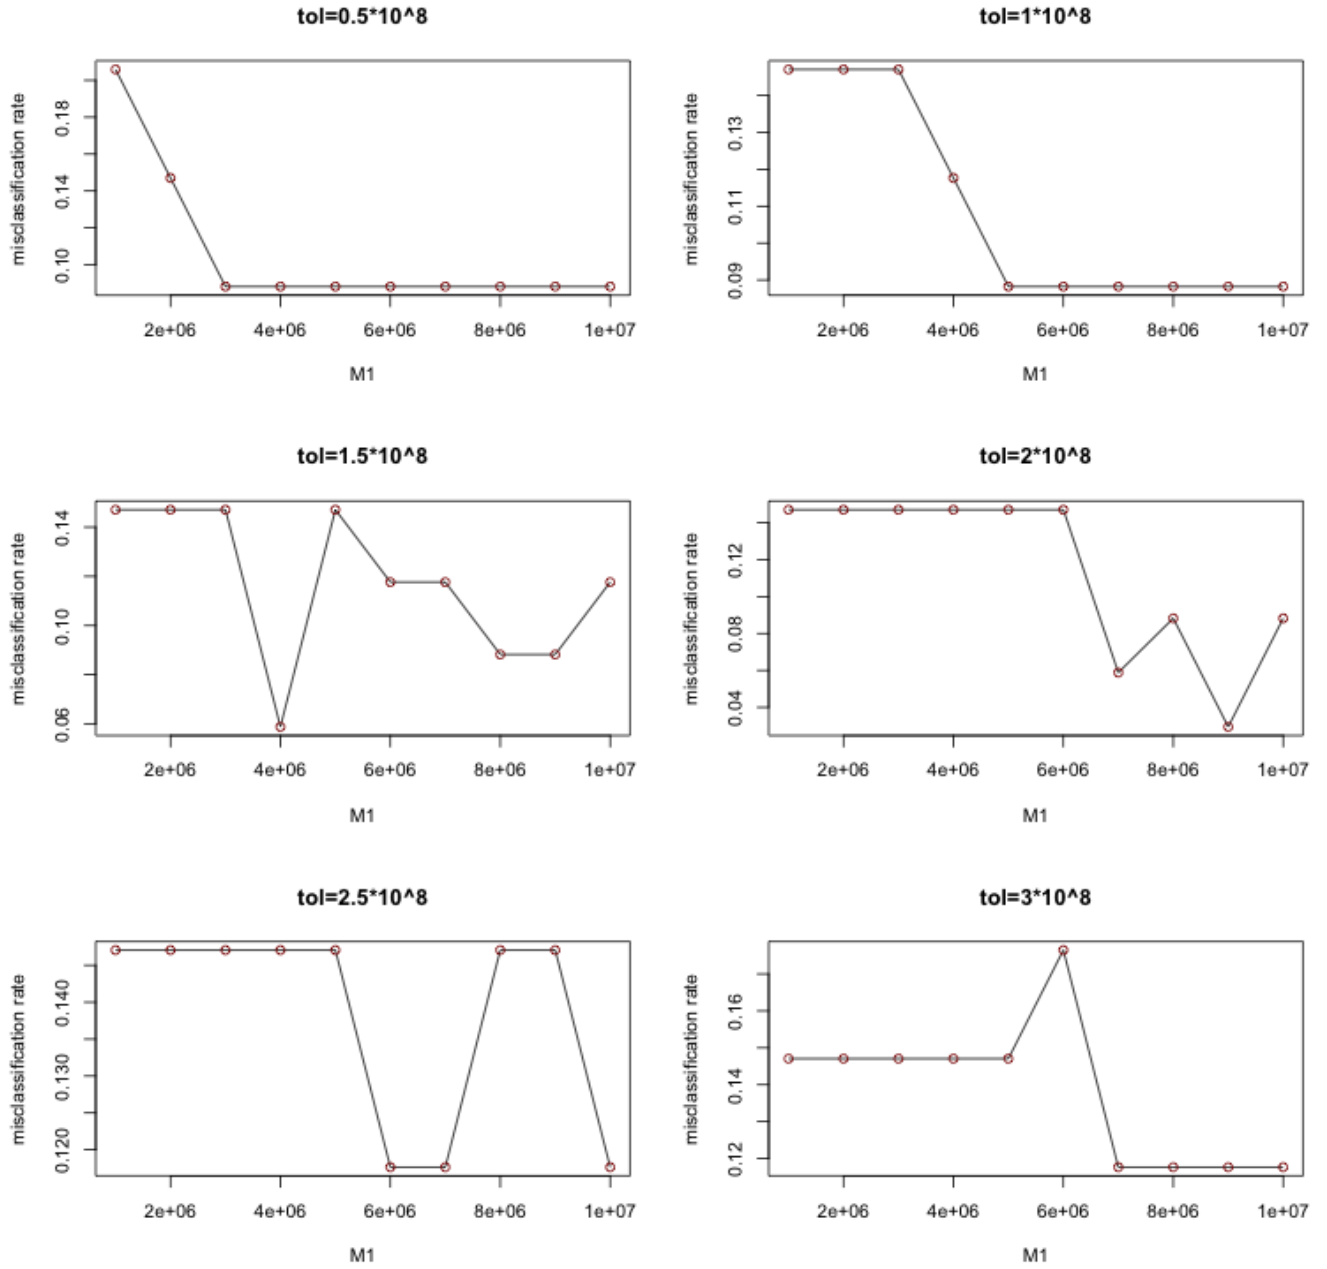 tol=0.5*10^8
misclassification rate
0.18
0.14
0.10
2e+06 4e+06 6e+06 8e+06 1e+07
M1
tol=1*10^8
misclassification rate
0.13
0.11
0.09
2e+06 4e+06 6e+06 8e+06 1e+07
M1
tol=1.5*10^8
misclassification rate
0.14
0.10
0.06
2e+06 4e+06 6e+06 8e+06 1e+07
M1
tol=2*10^8
misclassification rate
0.12
0.08
0.04
2e+06 4e+06 6e+06 8e+06 1e+07
M1
tol=2.5*10^8
misclassification rate
0.140
0.130
0.120
2e+06 4e+06 6e+06 8e+06 1e+07
M1
tol=3*10^8
misclassification rate
0.16
0.14
0.12
2e+06 4e+06 6e+06 8e+06 1e+07
M1